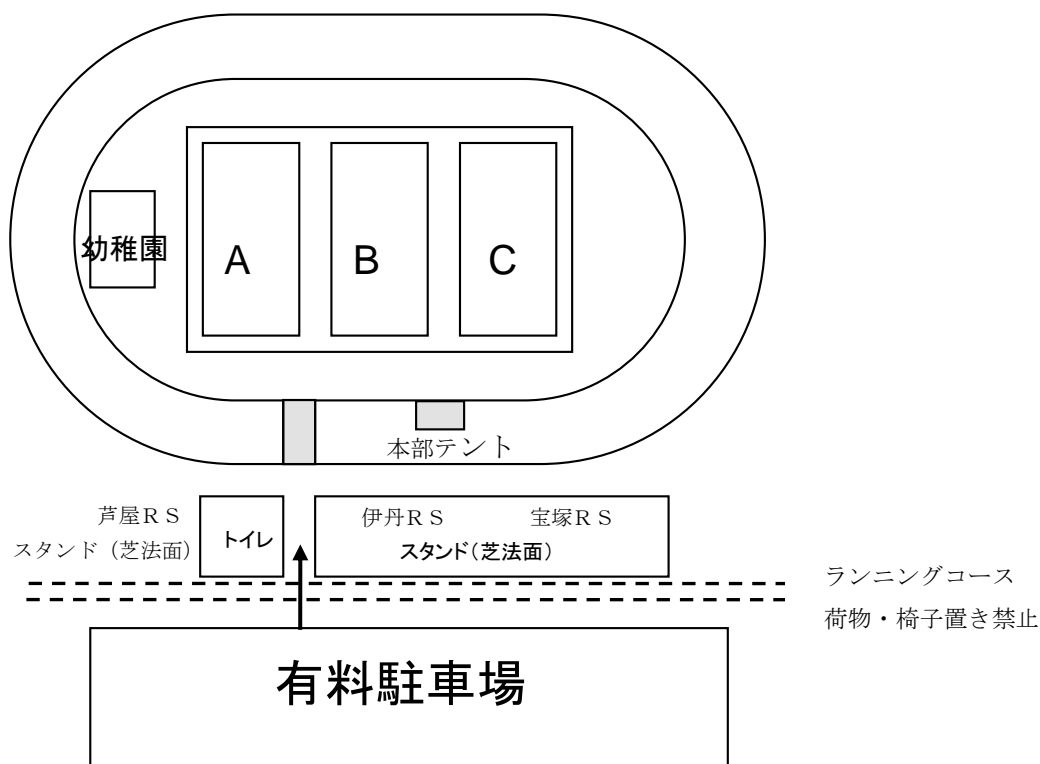 幼稚園
A
B
C
本部テント
芦屋ＲＳ
スタンド（芝法面）
トイレ
伊丹ＲＳ 宝塚ＲＳ
スタンド(芝法面)
ランニングコース
荷物・椅子置き禁止
有料駐車場